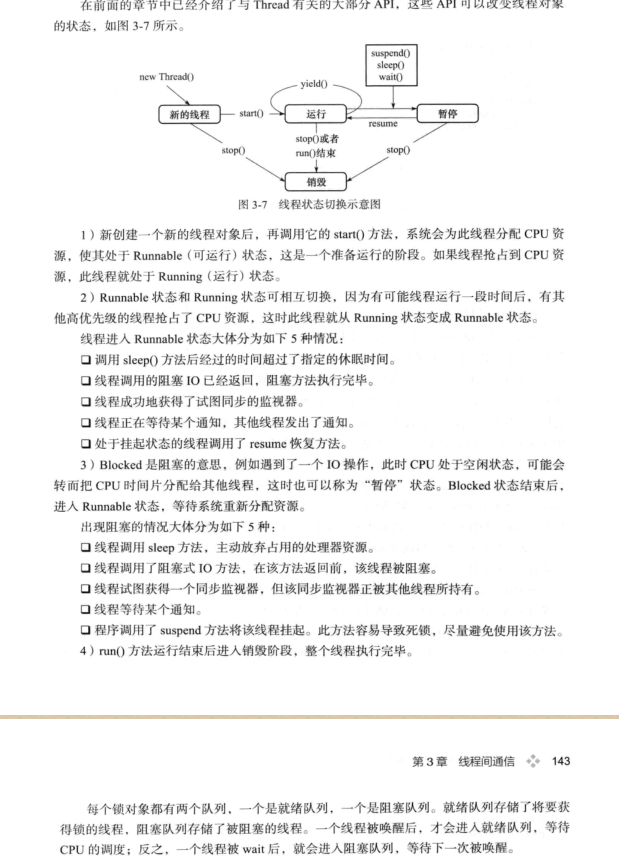 在前面的章节中已经介绍了与 Thread 有关的大部分 API，这些 API 可以改变线程对象
的状态，如图 3-7 所示。
suspend()
sleep()
wait()
new Thread()
yield()
新的线程
start()
运行
resume
暂停
stop()
stop()或者
run()结束
stop()
销毁
图 3-7 线程状态切换示意图
1）新创建一个新的线程对象后，再调用它的 start() 方法，系统会为此线程分配 CPU 资
源，使其处于 Runnable（可运行）状态，这是一个准备运行的阶段。如果线程抢占到 CPU 资
源，此线程就处于 Running（运行）状态。
2）Runnable 状态和 Running 状态可相互切换，因为有可能线程运行一段时间后，有其
他高优先级的线程抢占了 CPU 资源，这时此线程就从 Running 状态变成 Runnable 状态。
线程进入 Runnable 状态大体分为如下 5 种情况：
❑ 调用 sleep() 方法后经过的时间超过了指定的休眠时间。
❑ 线程调用的阻塞 IO 已经返回，阻塞方法执行完毕。
❑ 线程成功地获得了试图同步的监视器。
❑ 线程正在等待某个通知，其他线程发出了通知。
❑ 处于挂起状态的线程调用了 resume 恢复方法。
3）Blocked 是阻塞的意思，例如遇到了一个 IO 操作，此时 CPU 处于空闲状态，可能会
转而把 CPU 时间片分配给其他线程，这时也可以称为“暂停”状态。Blocked 状态结束后，
进入 Runnable 状态，等待系统重新分配资源。
出现阻塞的情况大体分为如下 5 种：
❑ 线程调用 sleep 方法，主动放弃占用的处理器资源。
❑ 线程调用了阻塞式 IO 方法，在该方法返回前，该线程被阻塞。
❑ 线程试图获得一个同步监视器，但该同步监视器正被其他线程所持有。
❑ 线程等待某个通知。
❑ 程序调用了 suspend 方法将该线程挂起。此方法容易导致死锁，尽量避免使用该方法。
4）run() 方法运行结束后进入销毁阶段，整个线程执行完毕。
第 3 章 线程间通信 143
每个锁对象都有两个队列，一个是就绪队列，一个是阻塞队列。就绪队列存储了将要获
得锁的线程，阻塞队列存储了被阻塞的线程。一个线程被唤醒后，才会进入就绪队列，等待
CPU 的调度；反之，一个线程被 wait 后，就会进入阻塞队列，等待下一次被唤醒。